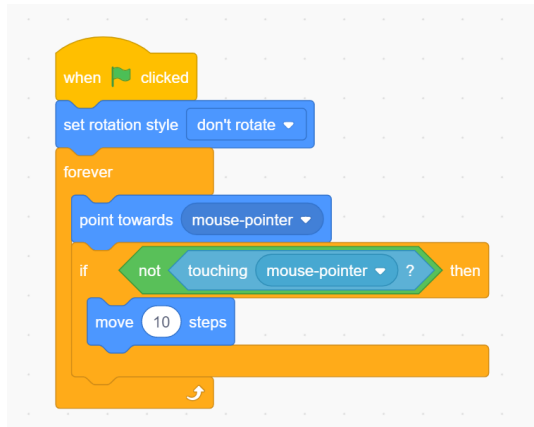 when clicked
set rotation style don't rotate
forever
point towards mouse-pointer
if not touching mouse-pointer ? then
move 10 steps